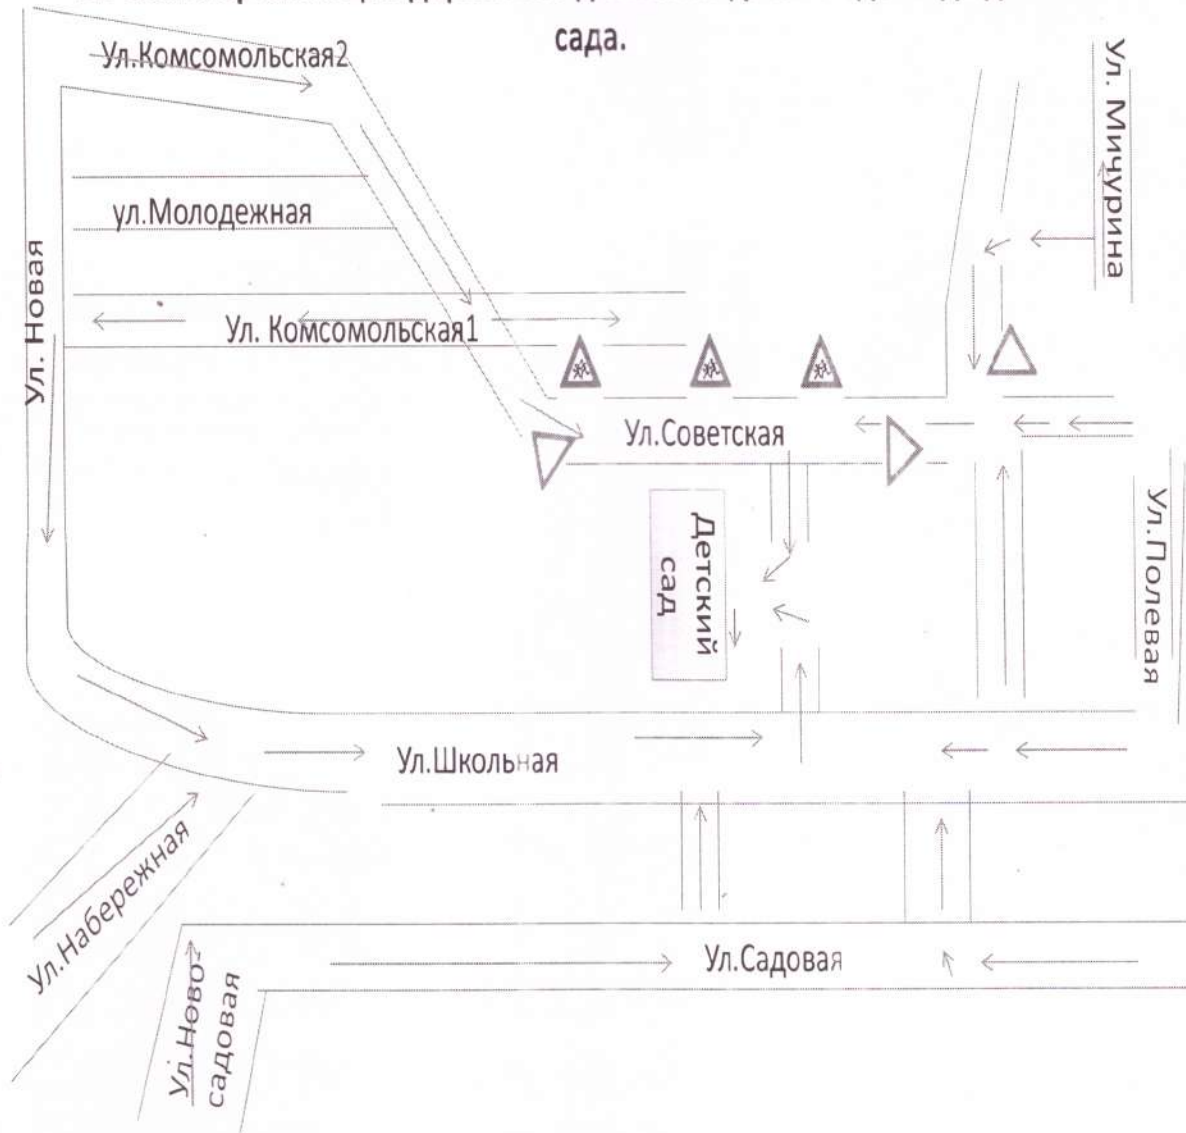 сада.
Ул.Комсомольская2
Ул. Мичурина
ул.Молодежная
Ул. Новая
Ул. Комсомольская1
Ул.Советская
Детский
сад
Ул.Полевая
Ул.Школьная
Ул.Набережная
Ул.Садовая
Ул.Ново-
садовая